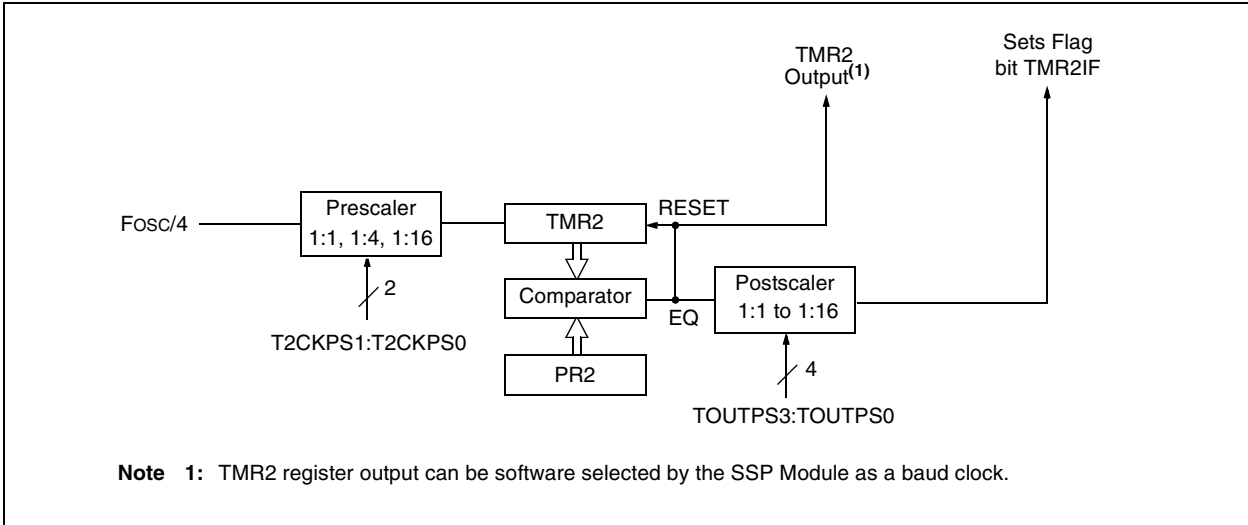 TMR2
Output(1)
Sets Flag
bit TMR2IF
FOSC/4
Prescaler
1:1, 1:4, 1:16
2
T2CKPS1:T2CKPS0
TMR2
RESET
Comparator
EQ
PR2
Postscaler
1:1 to 1:16
4
TOUTPS3:TOUTPS0
Note 1: TMR2 register output can be software selected by the SSP Module as a baud clock.